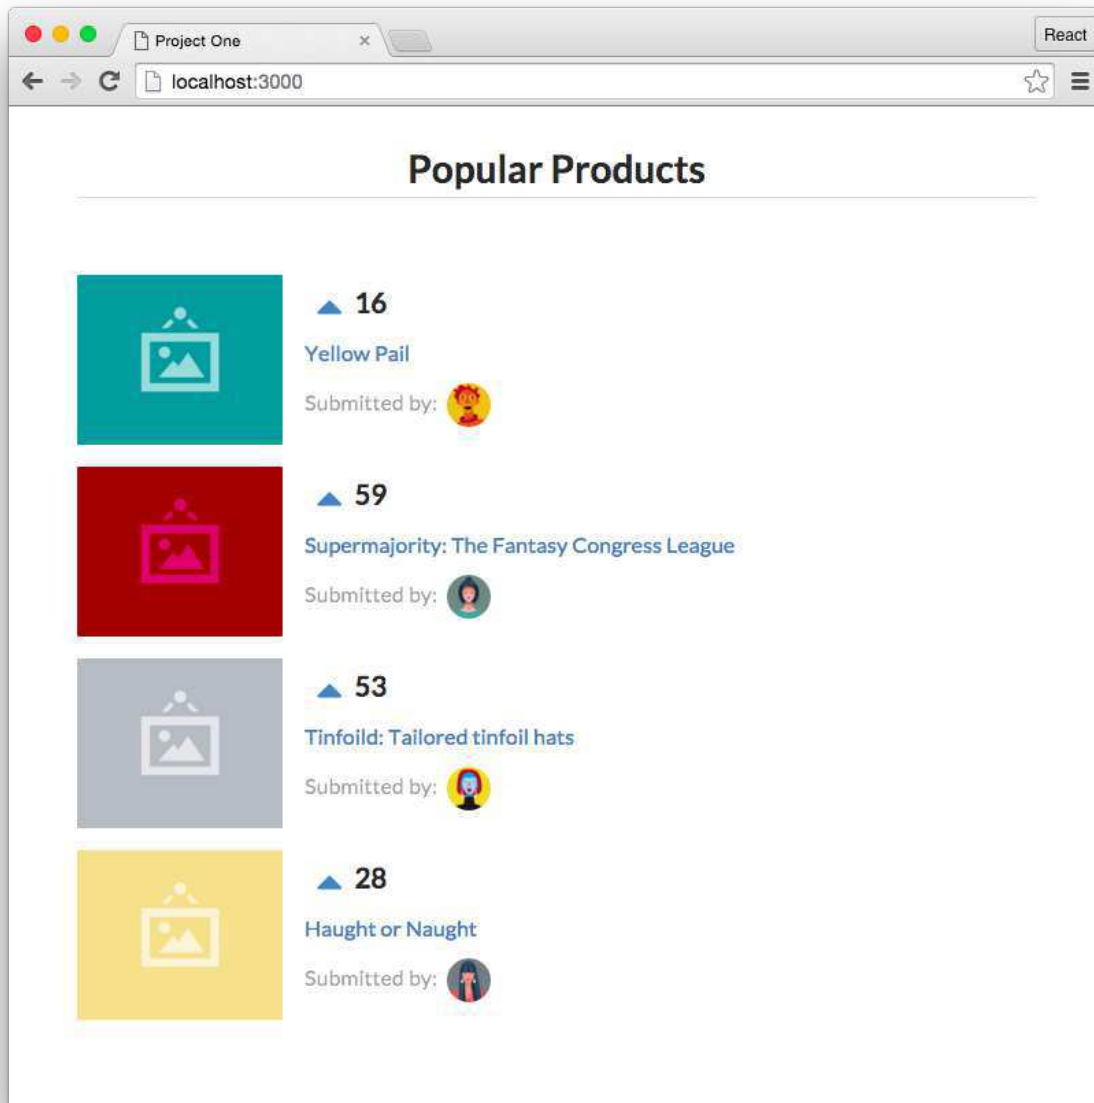 Project One
React
localhost:3000
Popular Products
16
Yellow Pail
Submitted by:
59
Supermajority: The Fantasy Congress League
Submitted by:
53
Tinfoild: Tailored tinfoil hats
Submitted by:
28
Haught or Naught
Submitted by: